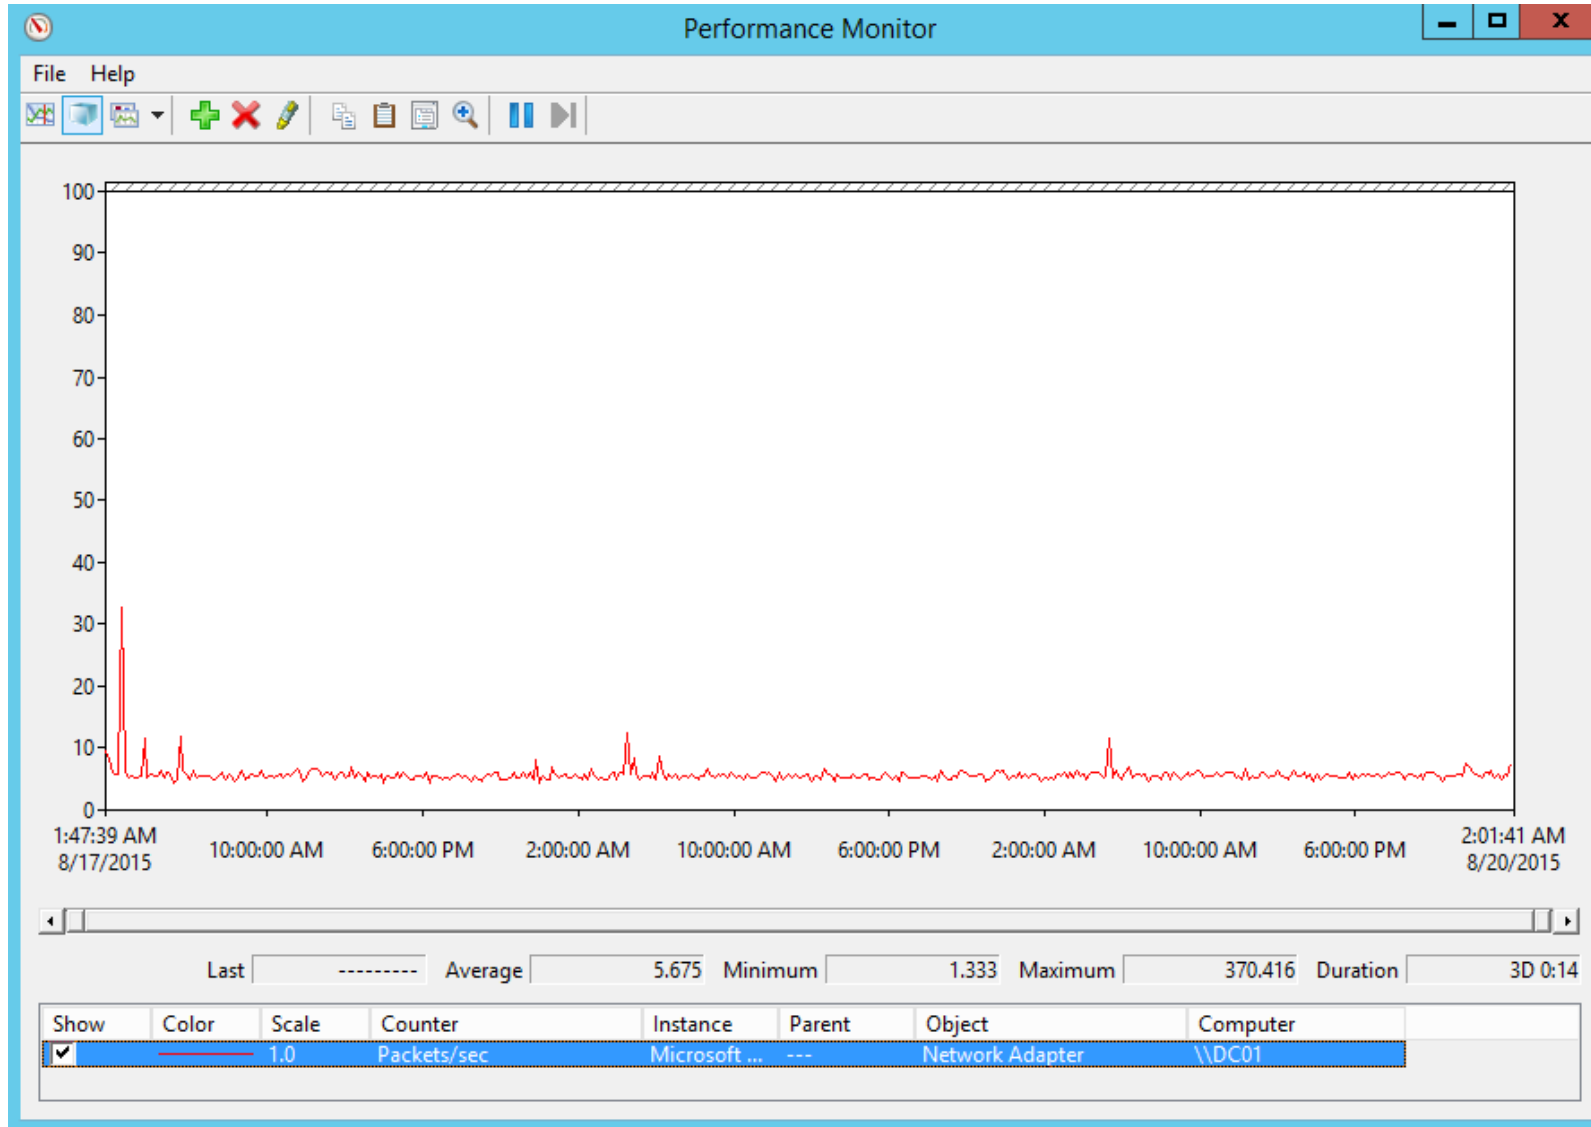 Performance Monitor
File Help
100
90
80
70
60
50
40
30
20
10
0
1:47:39 AM 10:00:00 AM 6:00:00 PM 2:00:00 AM 10:00:00 AM 6:00:00 PM 2:00:00 AM 10:00:00 AM 6:00:00 PM 2:01:41 AM
8/17/2015 8/20/2015
Last --------- Average 5.675 Minimum 1.333 Maximum 370.416 Duration 3D 0:14
Show Color Scale Counter Instance Parent Object Computer
1.0 Packets/sec Microsoft ... --- Network Adapter \\DC01